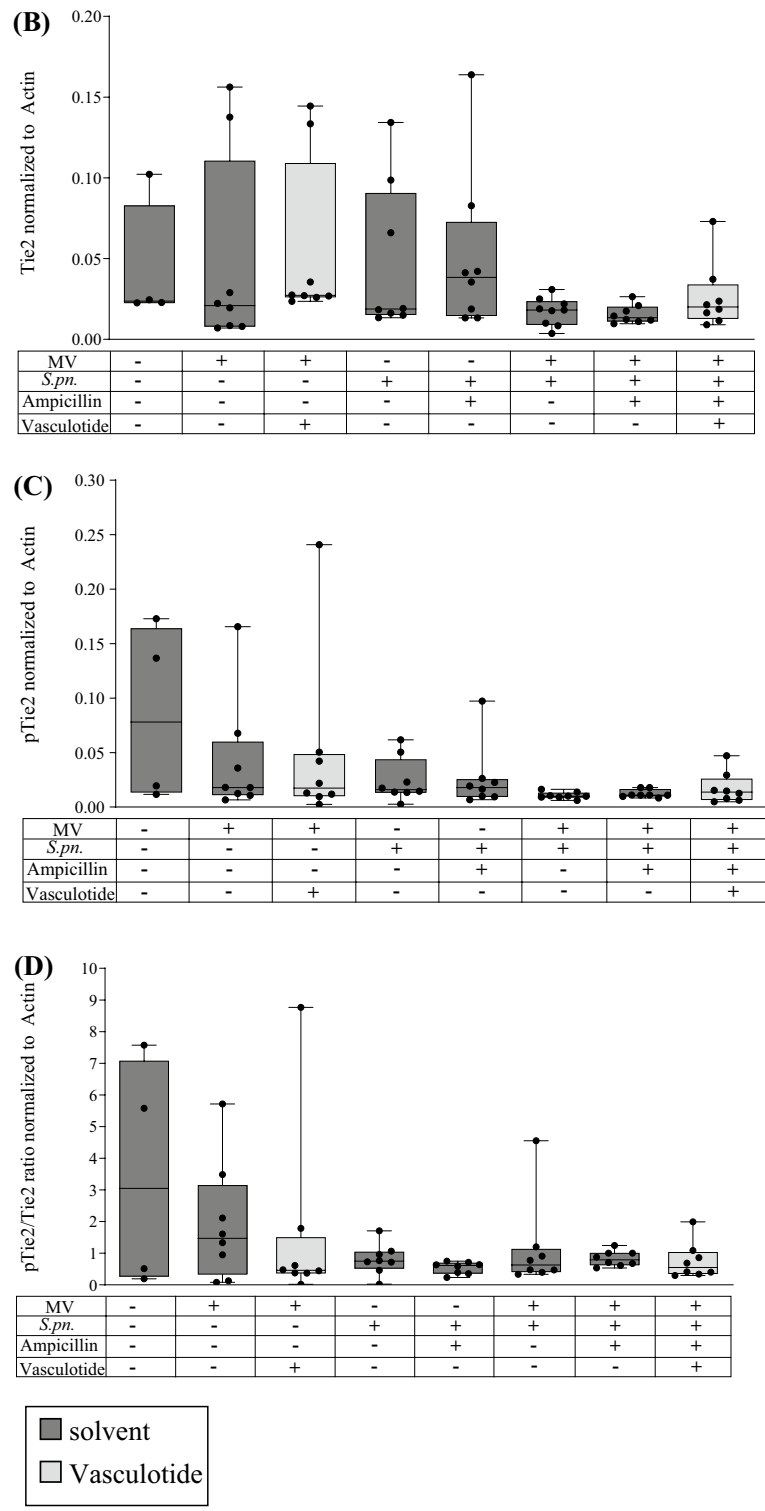 (B)
Tie2 normalized to Actin
0.20
0.15
0.10
0.05
0.00
MV - + + - - + + +
S.pn. - - - + + + + +
Ampicillin - - - - + - + +
Vasculotide - - + - - - - +
(C)
pTie2 normalized to Actin
0.30
0.25
0.20
0.15
0.10
0.05
0.00
MV - + + - - + + +
S.pn. - - - + + + + +
Ampicillin - - - - + - + +
Vasculotide - - + - - - - +
(D)
pTie2/Tie2 ratio normalized to Actin
10
9
8
7
6
5
4
3
2
1
0
MV - + + - - + + +
S.pn. - - - + + + + +
Ampicillin - - - - + - + +
Vasculotide - - + - - - - +
solvent
Vasculotide